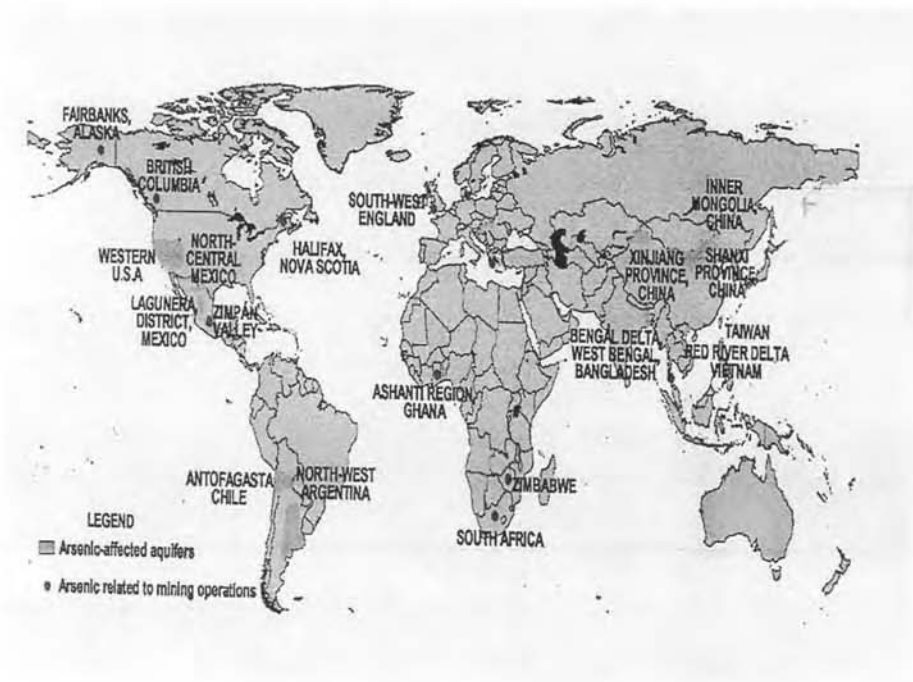 FAIRBANKS,
ALASKA
BRITISH
COLUMBIA
SOUTH-WEST
ENGLAND
INNER
MONGOLIA,
CHINA
WESTERN
U.S.A
NORTH-
CENTRAL
MEXICO
HALIFAX,
NOVA SCOTIA
XINJIANG
PROVINCE,
CHINA
SHANXI
PROVINCE,
CHINA
LAGUNERA
DISTRICT,
MEXICO
ZIMPAN
VALLEY
BENGAL DELTA
WEST BENGAL,
BANGLADESH
TAIWAN
RED RIVER DELTA
VIETNAM
ASHANTI REGION
GHANA
ANTOFAGASTA
CHILE
NORTH-WEST
ARGENTINA
ZIMBABWE
SOUTH AFRICA
LEGEND
Arsenic-affected aquifers
Arsenic related to mining operations